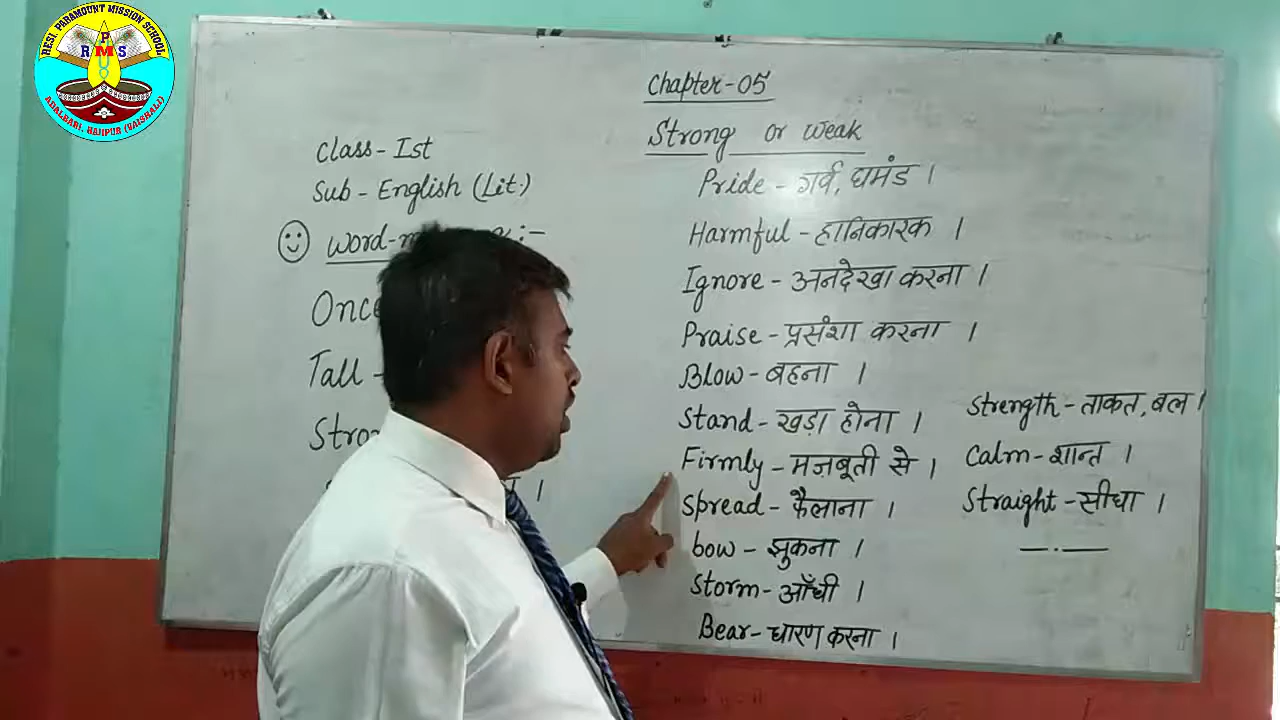 RESI PARAMOUNT MISSION SCHOOL
P
R M S
ADALBARI, HAJIPUR (VAISHALI)
Chapter-05
Strong or Weak
Class-Ist
Sub-English (Lit.)
Once
Tall-
Pride-गर्व, घमंड ।
Harmful-हानिकारक ।
Ignore-अनदेखा करना ।
Praise-प्रसंशा करना ।
Blow-बहना ।
Stand-खड़ा होना ।
Firmly-मज़बूती से ।
Spread-फैलाना ।
bow-झुकना ।
Storm-आँधी ।
Bear-धारण करना ।
Strength-ताकत, बल ।
Calm-शान्त ।
Straight-सीधा ।